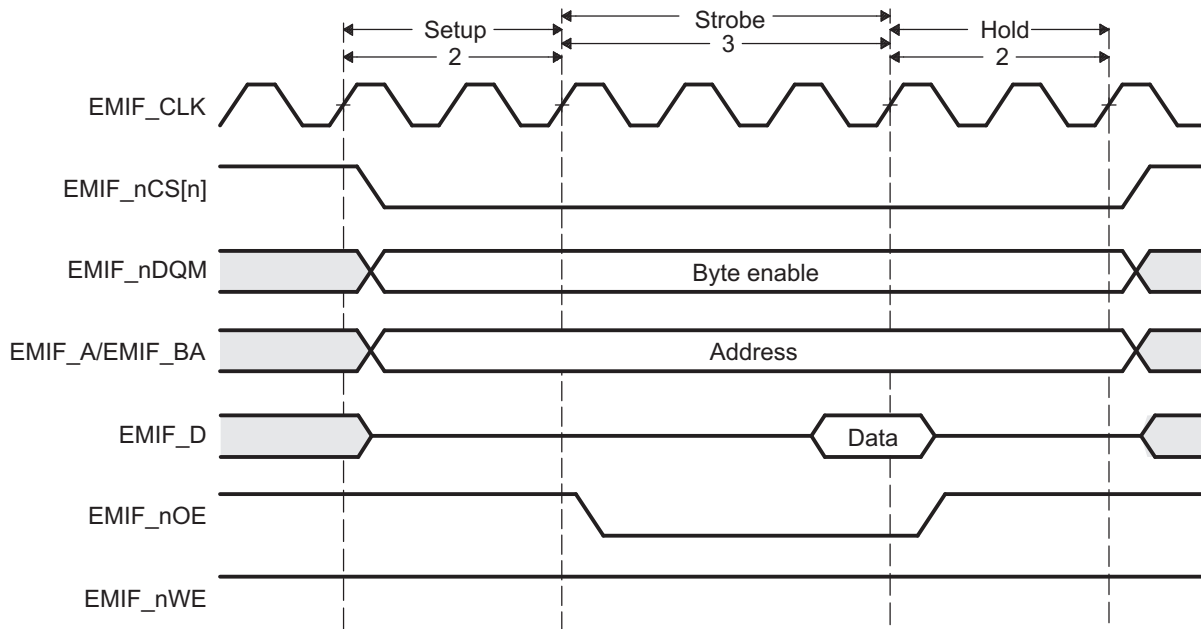 Setup
Strobe
Hold
2
3
2
EMIF_CLK
EMIF_nCS[n]
EMIF_nDQM
Byte enable
EMIF_A/EMIF_BA
Address
EMIF_D
Data
EMIF_nOE
EMIF_nWE